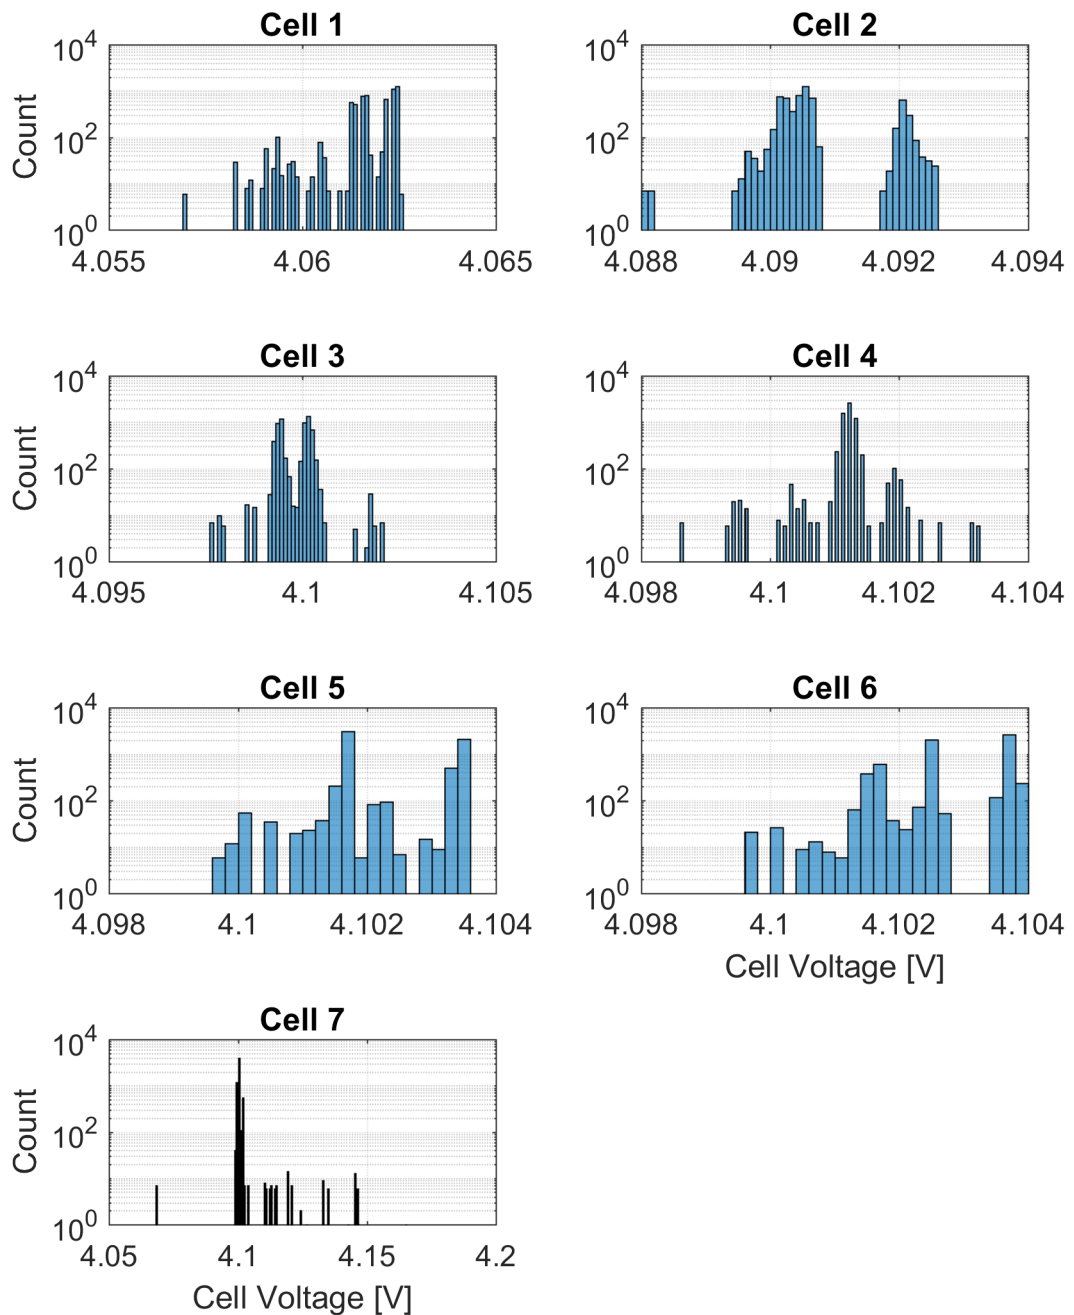 Cell 1
Cell 2
10^4
10^2
10^0
Count
4.055 4.06 4.065
10^4
10^2
10^0
4.088 4.09 4.092 4.094
Cell 3
Cell 4
10^4
10^2
10^0
Count
4.095 4.1 4.105
10^4
10^2
10^0
4.098 4.1 4.102 4.104
Cell 5
Cell 6
10^4
10^2
10^0
Count
4.098 4.1 4.102 4.104
10^4
10^2
10^0
4.098 4.1 4.102 4.104
Cell Voltage [V]
Cell 7
10^4
10^2
10^0
Count
4.05 4.1 4.15 4.2
Cell Voltage [V]